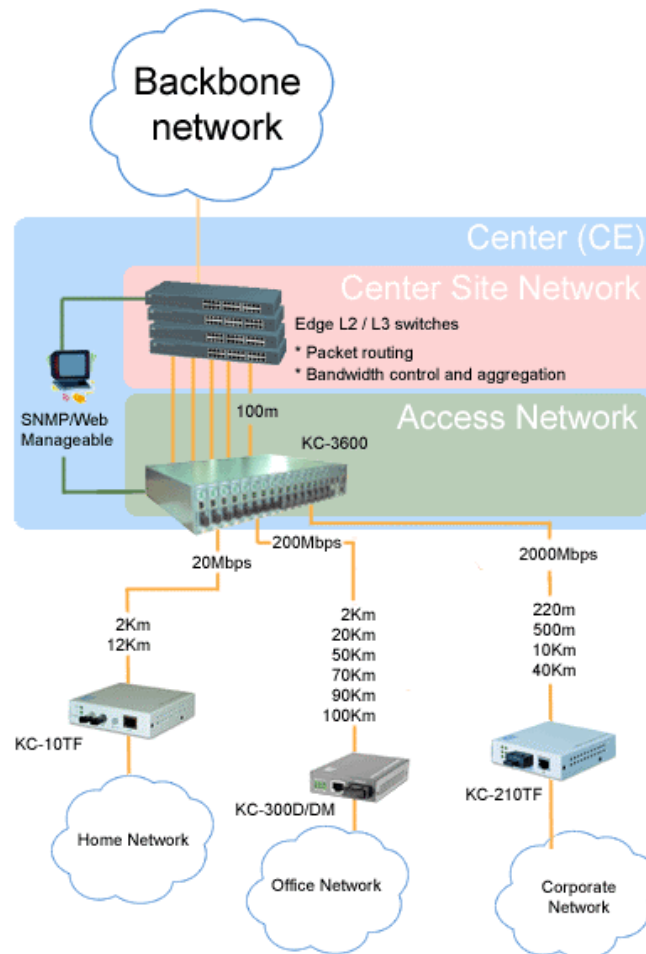 Backbone
network
Center (CE)
Center Site Network
Edge L2 / L3 switches
* Packet routing
* Bandwidth control and aggregation
SNMP/Web
Manageable
100m
Access Network
KC-3600
20Mbps
200Mbps
2000Mbps
2Km
12Km
2Km
20Km
50Km
70Km
90Km
100Km
220m
500m
10Km
40Km
KC-10TF
KC-300D/DM
KC-210TF
Home Network
Office Network
Corporate
Network